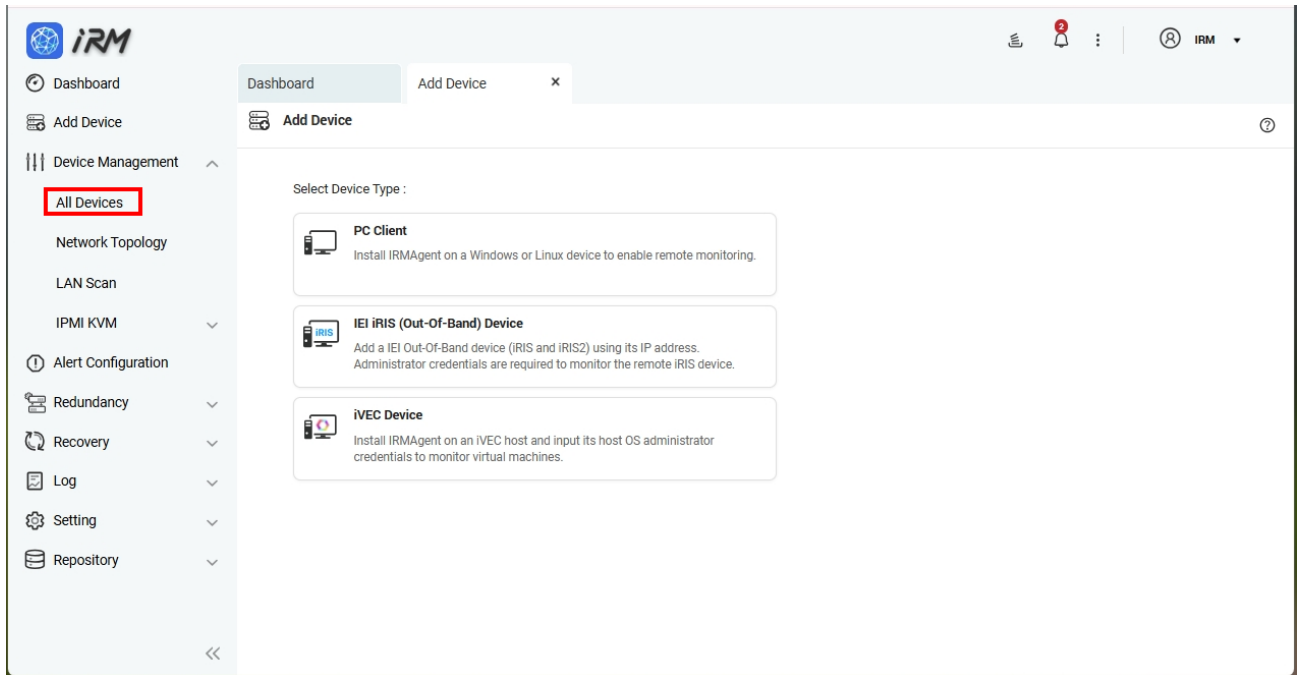 iRM
2
IRM
Dashboard
Add Device
Device Management
All Devices
Network Topology
LAN Scan
IPMI KVM
Alert Configuration
Redundancy
Recovery
Log
Setting
Repository
Dashboard
Add Device
Add Device
Select Device Type :
PC Client
Install IRMAgent on a Windows or Linux device to enable remote monitoring.
iRIS
IEI iRIS (Out-Of-Band) Device
Add a IEI Out-Of-Band device (iRIS and iRIS2) using its IP address.
Administrator credentials are required to monitor the remote iRIS device.
iVEC Device
Install IRMAgent on an iVEC host and input its host OS administrator
credentials to monitor virtual machines.